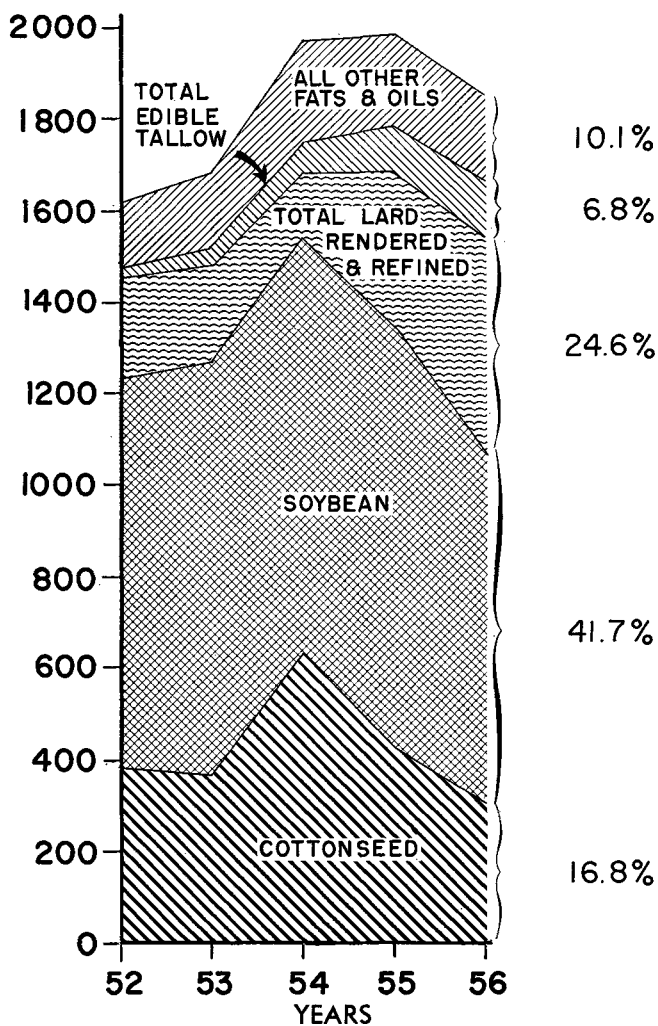 2000
1800
1600
1400
1200
1000
800
600
400
200
0
52 53 54 55 56
YEARS
TOTAL
EDIBLE
TALLOW
ALL OTHER
FATS & OILS
TOTAL LARD
RENDERED
& REFINED
SOYBEAN
COTTONSEED
10.1%
6.8%
24.6%
41.7%
16.8%